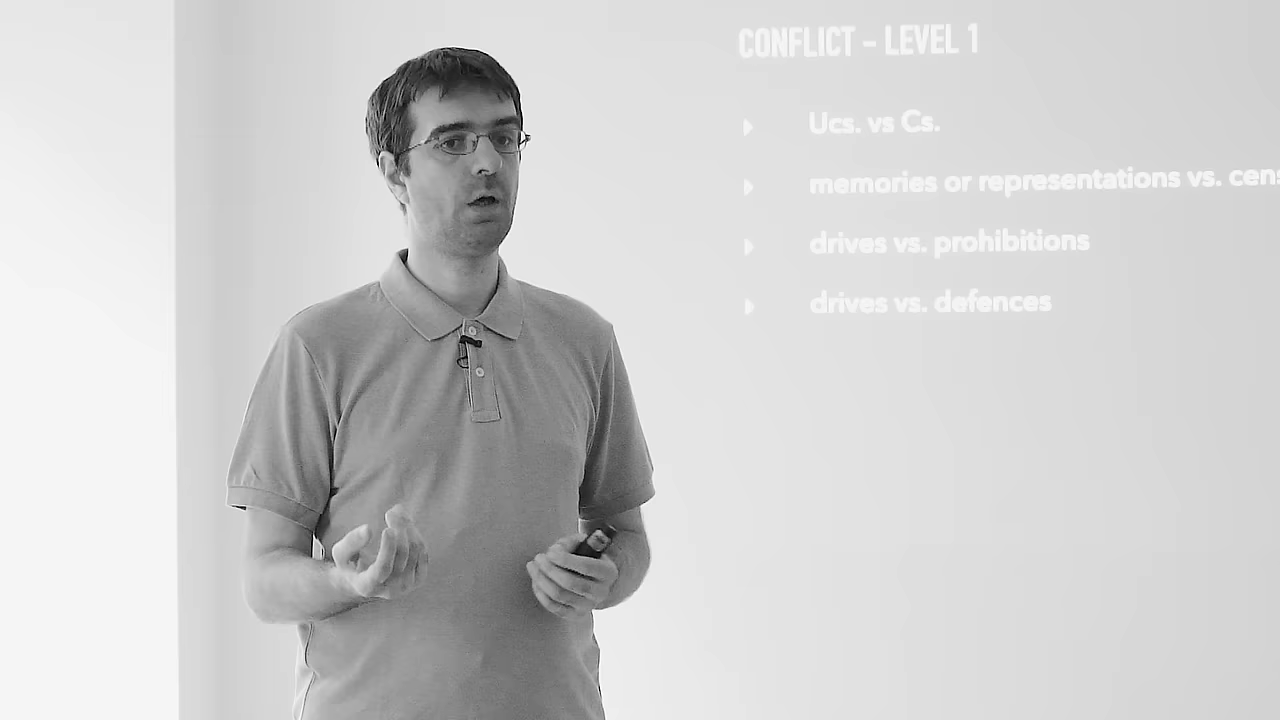 CONFLICT – LEVEL 1
Ucs. vs Cs.
memories or representations vs.
drives vs. prohibitions
drives vs. defences